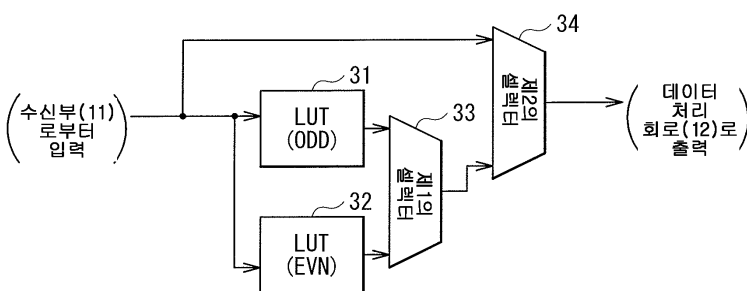 34
31
33
32
수신부(11)
로부터
입력
LUT
(ODD)
LUT
(EVN)
제1의
셀렉터
제2의
셀렉터
데이터
처리
회로(12)로
출력